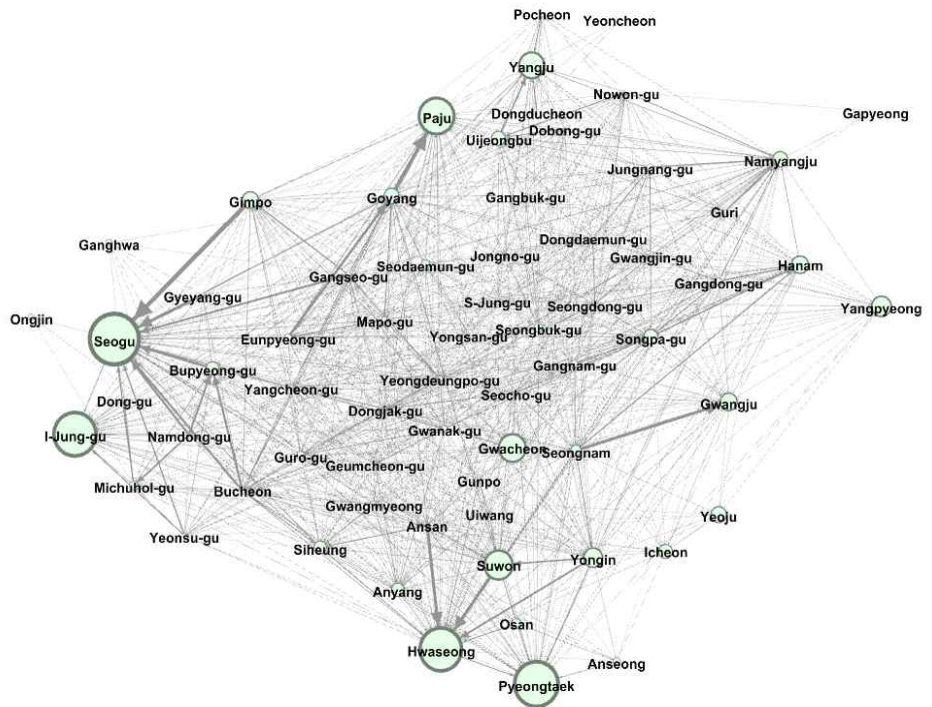 Pocheon
Yeoncheon
Yangju
Nowon-gu
Dongducheon
Gapyeong
Paju
Dobong-gu
Uijeongbu
Namyangju
Jungnang-gu
Goyang
Gangbuk-gu
Gimpo
Guri
Dongdaemun-gu
Ganghwa
Jongno-gu
Gwangjin-gu
Seodaemun-gu
Hanam
Gangseo-gu
Gangdong-gu
Gyeyang-gu
S-Jung-gu
Seongdong-gu
Yangpyeong
Ongjin
Mapo-gu
Seongbuk-gu
Yongsan-gu
Seogu
Eunpyeong-gu
Songpa-gu
Gangnam-gu
Bupyeong-gu
Yeongdeungpo-gu
Yangcheon-gu
Seocho-gu
Dong-gu
Gwangju
Dongjak-gu
I-Jung-gu
Namdong-gu
Gwanak-gu
Gwacheon
Seongnam
Guro-gu
Geumcheon-gu
Gunpo
Michuhol-gu
Bucheon
Gwangmyeong
Uiwang
Yeoju
Ansan
Yeonsu-gu
Siheung
Icheon
Yongin
Suwon
Anyang
Osan
Hwaseong
Anseong
Pyeongtaek